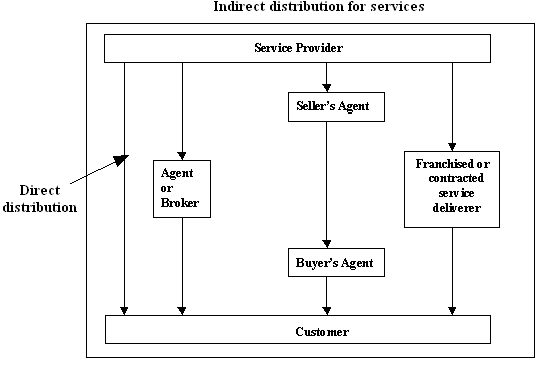 Indirect distribution for services
Service Provider
Seller's Agent
Agent
or
Broker
Franchised or
contracted
service
deliverer
Direct
distribution
Buyer's Agent
Customer